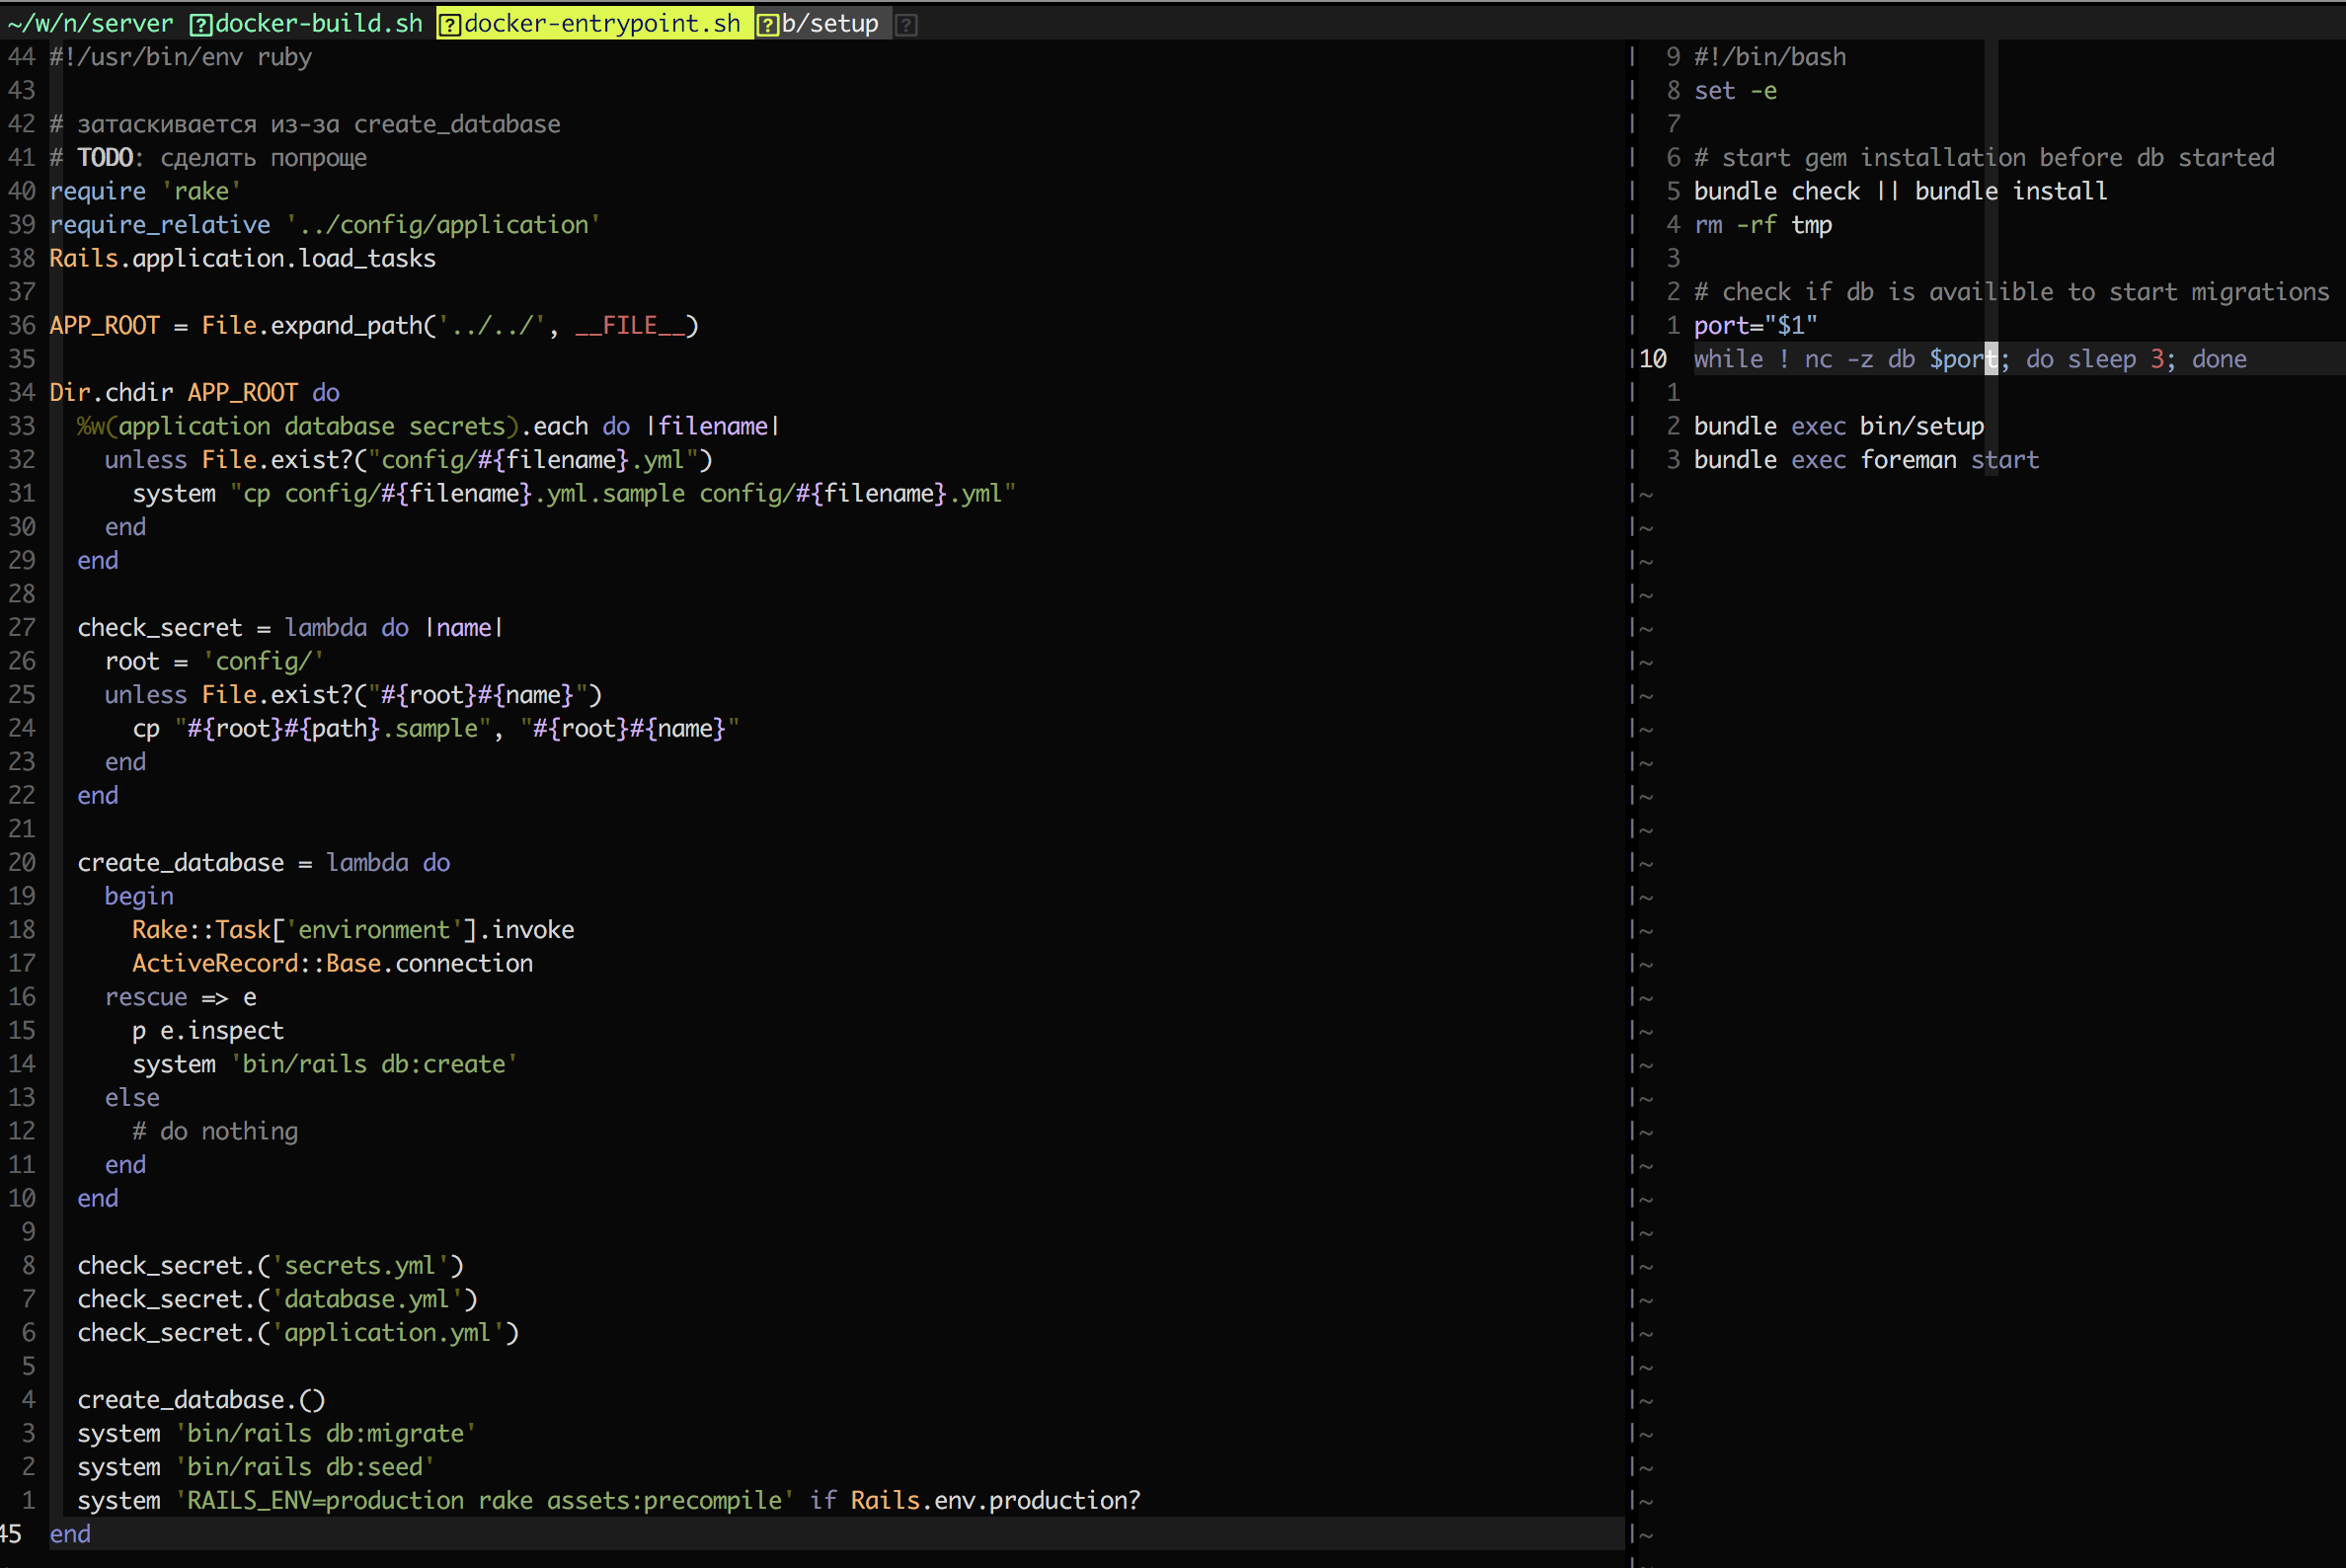 ~/w/n/server docker-build.sh docker-entrypoint.sh b/setup
44 #!/usr/bin/env ruby
43
42 # затаскивается из-за create_database
41 # TODO: сделать попроще
40 require 'rake'
39 require_relative '../config/application'
38 Rails.application.load_tasks
37
36 APP_ROOT = File.expand_path('../../', __FILE__)
35
34 Dir.chdir APP_ROOT do
33   %w(application database secrets).each do |filename|
32     unless File.exist?("config/#{filename}.yml")
31       system "cp config/#{filename}.yml.sample config/#{filename}.yml"
30     end
29   end
28
27   check_secret = lambda do |name|
26     root = 'config/'
25     unless File.exist?("#{root}#{name}")
24       cp "#{root}#{path}.sample", "#{root}#{name}"
23     end
22   end
21
20   create_database = lambda do
19     begin
18       Rake::Task['environment'].invoke
17       ActiveRecord::Base.connection
16     rescue => e
15       p e.inspect
14       system 'bin/rails db:create'
13     else
12       # do nothing
11     end
10   end
9
8   check_secret.('secrets.yml')
7   check_secret.('database.yml')
6   check_secret.('application.yml')
5
4   create_database.()
3   system 'bin/rails db:migrate'
2   system 'bin/rails db:seed'
1   system 'RAILS_ENV=production rake assets:precompile' if Rails.env.production?
45 end
9 #!/bin/bash
8 set -e
7
6 # start gem installation before db started
5 bundle check || bundle install
4 rm -rf tmp
3
2 # check if db is availible to start migrations
1 port="$1"
10 while ! nc -z db $port; do sleep 3; done
1
2 bundle exec bin/setup
3 bundle exec foreman start